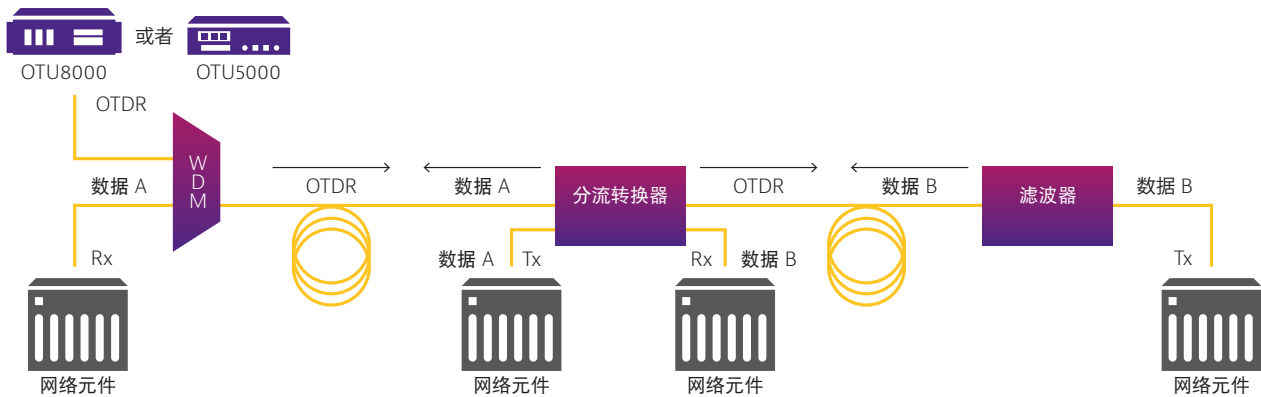 或者
OTU8000
OTU5000
OTDR
WDM
数据 A
OTDR
数据 A
分流转换器
OTDR
数据 B
滤波器
数据 B
Rx
数据 A
Tx
Rx
数据 B
Tx
网络元件
网络元件
网络元件
网络元件